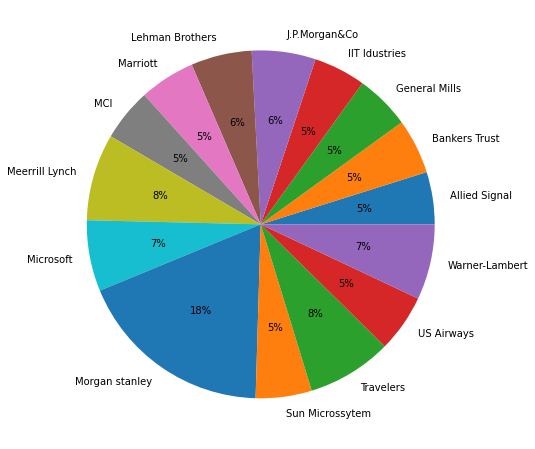 J.P.Morgan&Co
Lehman Brothers
IIT Idustries
Marriott
General Mills
MCI
Bankers Trust
Meerrill Lynch
Allied Signal
Microsoft
Warner-Lambert
US Airways
Morgan stanley
Travelers
Sun Microssytem
6%
6%
5%
5%
5%
5%
5%
8%
5%
7%
7%
5%
18%
8%
5%